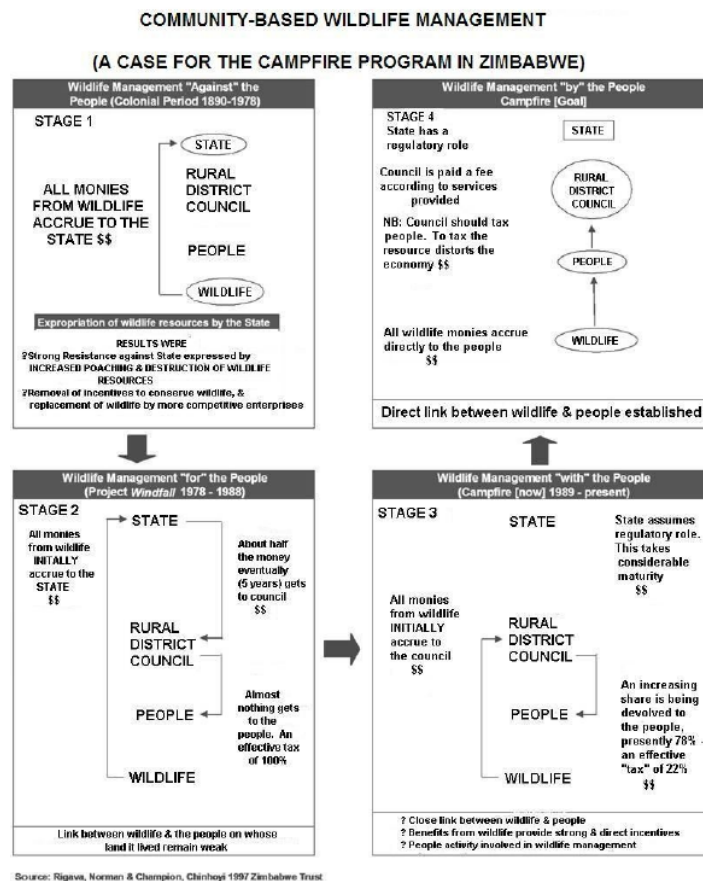 COMMUNITY-BASED WILDLIFE MANAGEMENT
(A CASE FOR THE CAMPFIRE PROGRAM IN ZIMBABWE)
Wildlife Management "Against" the
People (Colonial Period 1890-1978)
STAGE 1
STATE
RURAL
DISTRICT
COUNCIL
ALL MONIES
FROM WILDLIFE
ACCRUE TO THE
STATE $$
PEOPLE
WILDLIFE
Expropriation of wildlife resources by the State
RESULTS WERE
?Strong Resistance against State expressed by
INCREASED POACHING & DESTRUCTION OF WILDLIFE
RESOURCES
?Removal of incentives to conserve wildlife, &
replacement of wildlife by more competitive enterprises
Wildlife Management "for" the People
(Project Windfall 1978 - 1988)
STAGE 2
STATE
All monies
from wildlife
INITALLY
accrue to the
STATE
$$
About half
the money
eventually
(5 years) gets
to council
$$
RURAL
DISTRICT
COUNCIL
PEOPLE
Almost
nothing gets
to the
people. An
effective tax
of 100%
WILDLIFE
Link between wildlife & the people on whose
land it lived remain weak
Wildlife Management "with" the People
(Campfire [now] 1989 - present)
STAGE 3
STATE
State assumes
regulatory role.
This takes
considerable
maturity
$$
All monies
from wildlife
INITIALLY
accrue to
the council
$$
RURAL
DISTRICT
COUNCIL
PEOPLE
An increasing
share is being
devolved to
the people,
presently 78% -
an effective
"tax" of 22%
$$
WILDLIFE
? Close link between wildlife & people
? Benefits from wildlife provide strong & direct incentives
? People activity involved in wildlife management
Wildlife Management "by" the People
Campfire [Goal]
STAGE 4
State has a
regulatory role
STATE
Council is paid a fee
according to services
provided
RURAL
DISTRICT
COUNCIL
NB: Council should tax
people. To tax the
resource distorts the
economy $$
PEOPLE
All wildlife monies accrue
directly to the people
$$
WILDLIFE
Direct link between wildlife & people established
Source: Rigava, Norman & Champion, Chinhoyi 1997 Zimbabwe Trust